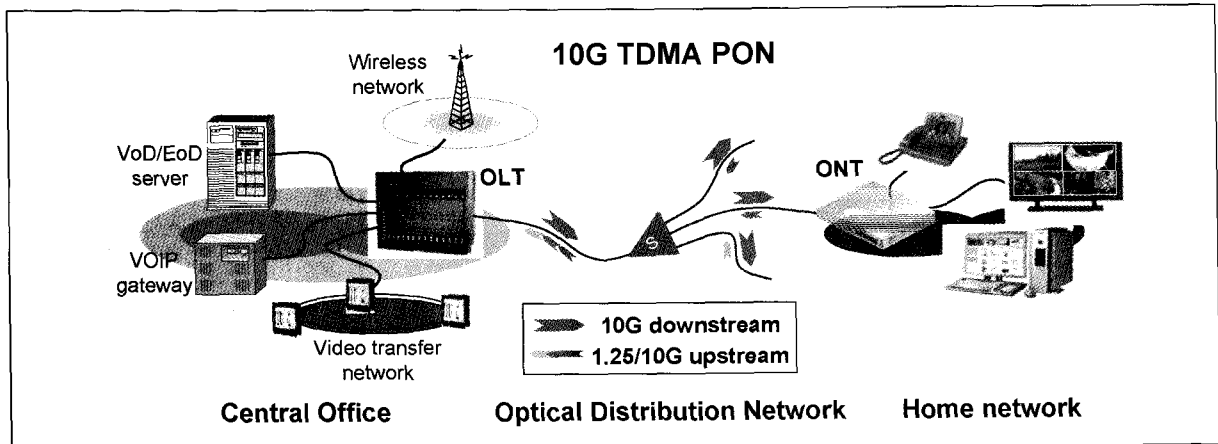 10G TDMA PON
Wireless
network
VoD/EoD
server
OLT
ONT
S
VOIP
gateway
10G downstream
1.25/10G upstream
Video transfer
network
Central Office
Optical Distribution Network
Home network